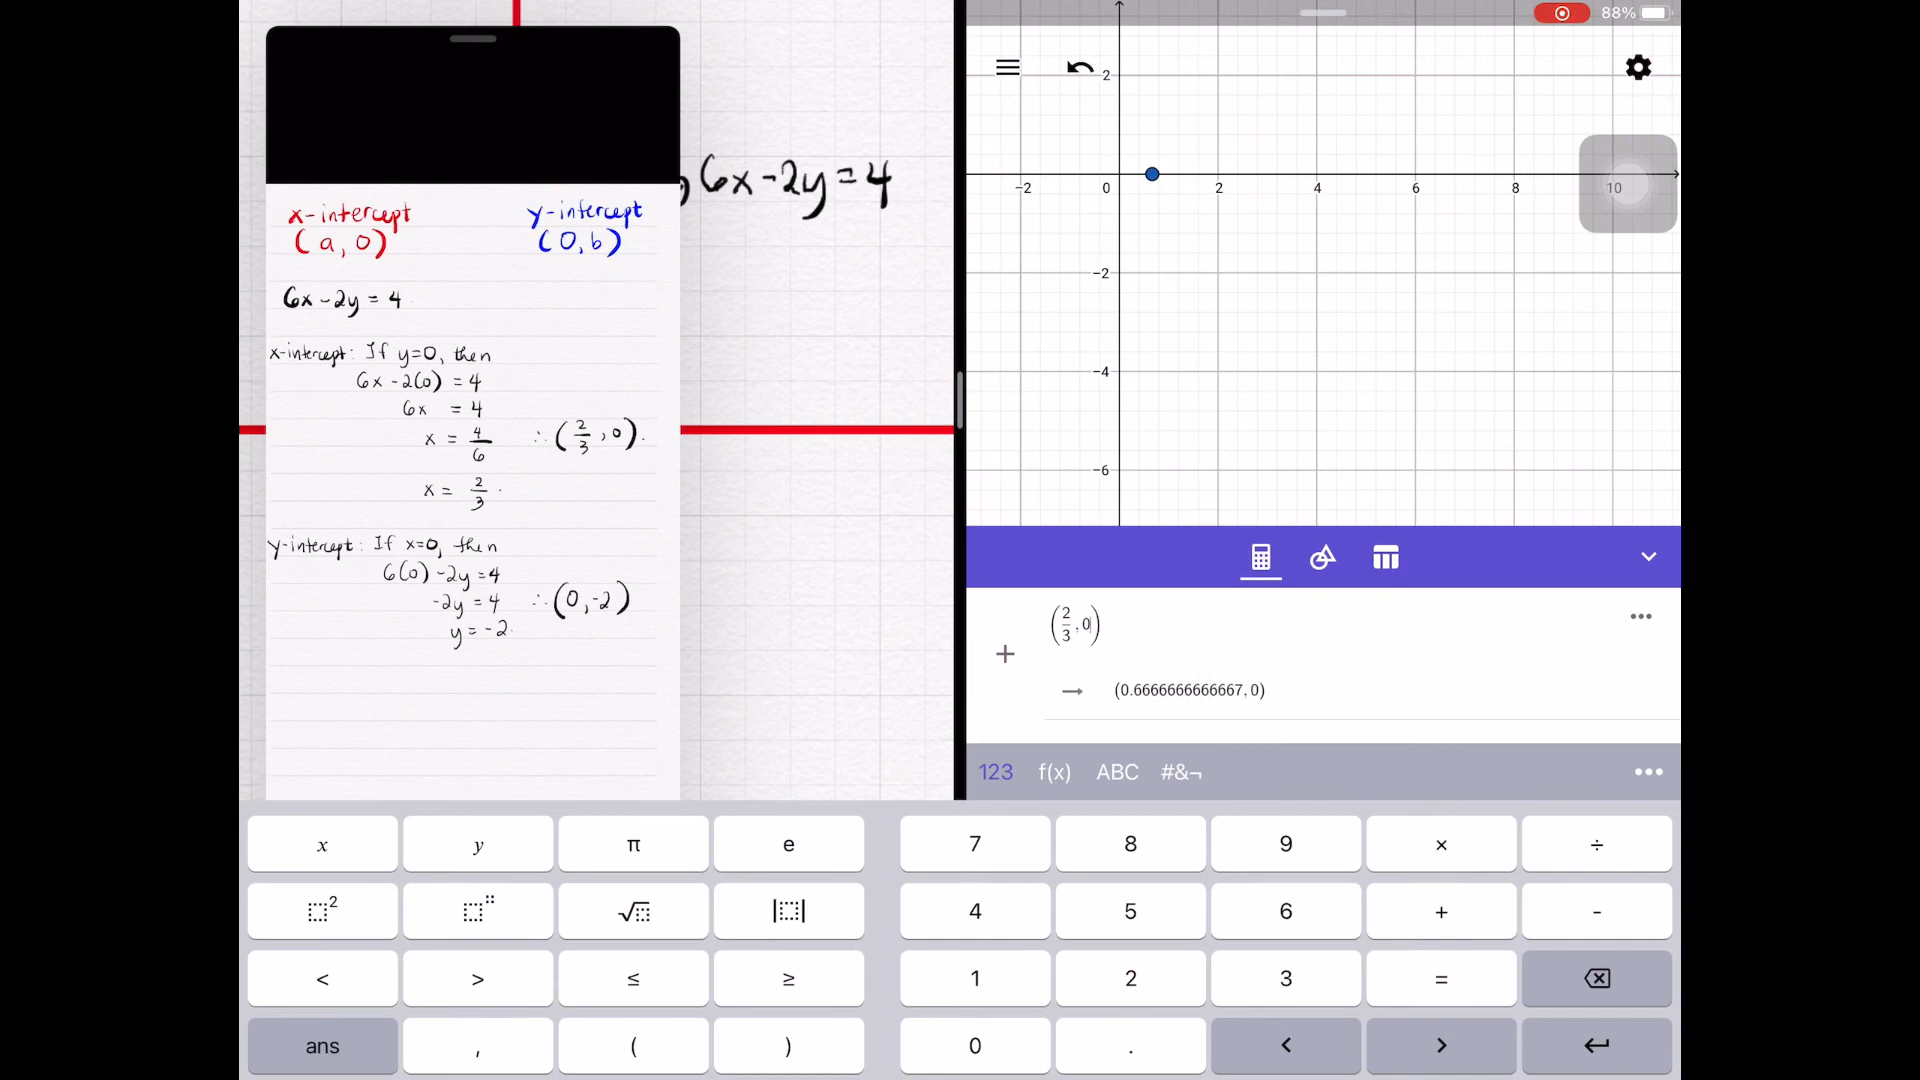 88%
) 6x-2y=4
x-intercept
(a, 0)
y-intercept
(0, b)
6x-2y = 4
x-intercept: If y=0, then
6x -2(0) = 4
6x = 4
x = 4/6
∴ (2/3, 0).
x = 2/3.
y-intercept: If x=0, then
6(0) -2y = 4
-2y = 4
∴ (0, -2)
y = -2.
2
−2 0 2 4 6 8 10
−2
−4
−6
(2/3, 0)
+
→ (0.6666666666667, 0)
123 f(x) ABC #&¬
x y π e 7 8 9 × ÷
□² □^□ √□ |□| 4 5 6 + -
< > ≤ ≥ 1 2 3 =
ans , ( ) 0 . < >